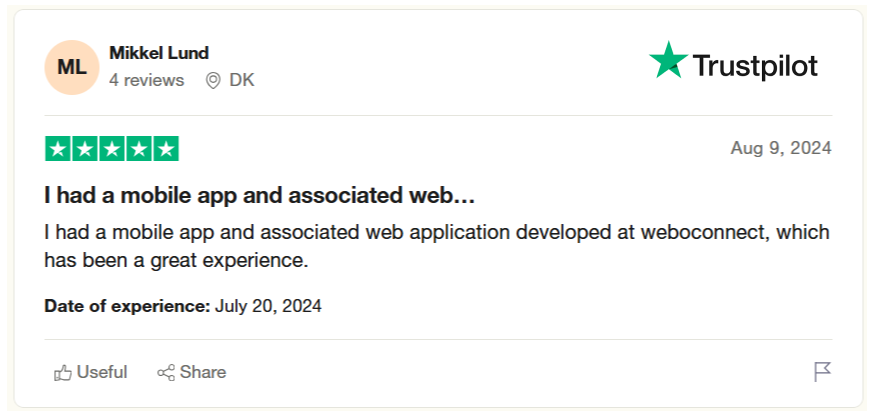 ML
Mikkel Lund
4 reviews DK
Trustpilot
Aug 9, 2024
I had a mobile app and associated web…
I had a mobile app and associated web application developed at weboconnect, which
has been a great experience.
Date of experience: July 20, 2024
Useful Share